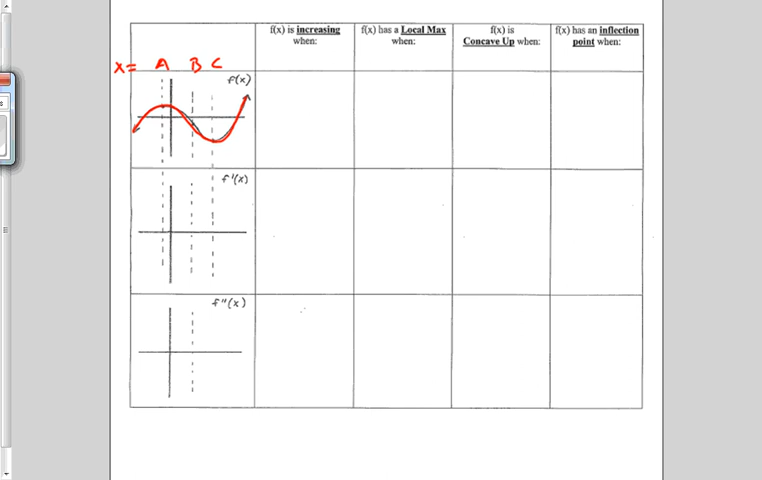 f(x) is increasing
when:
f(x) has a Local Max
when:
f(x) is
Concave Up when:
f(x) has an inflection
point when:
x= A B C
f(x)
f'(x)
f"(x)
s